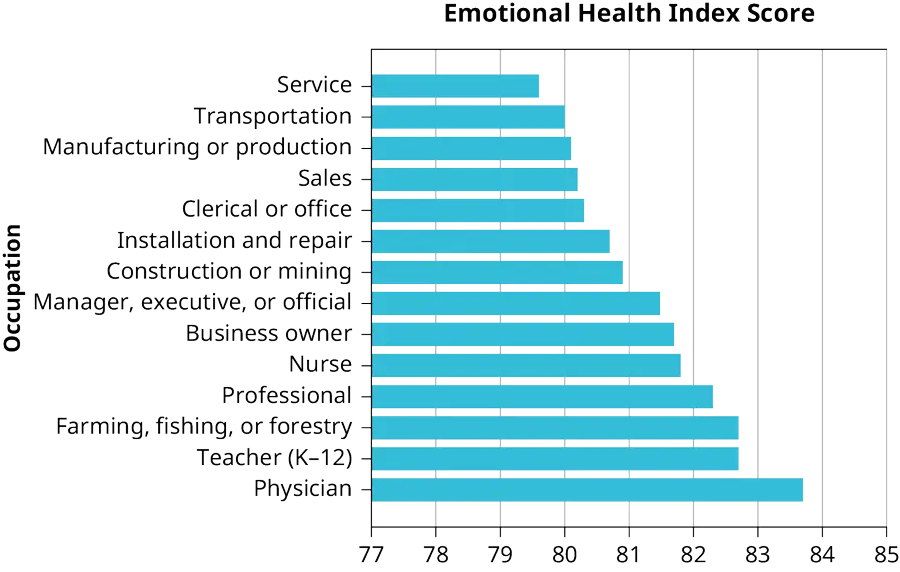 Emotional Health Index Score
Occupation
Service
Transportation
Manufacturing or production
Sales
Clerical or office
Installation and repair
Construction or mining
Manager, executive, or official
Business owner
Nurse
Professional
Farming, fishing, or forestry
Teacher (K–12)
Physician
77 78 79 80 81 82 83 84 85